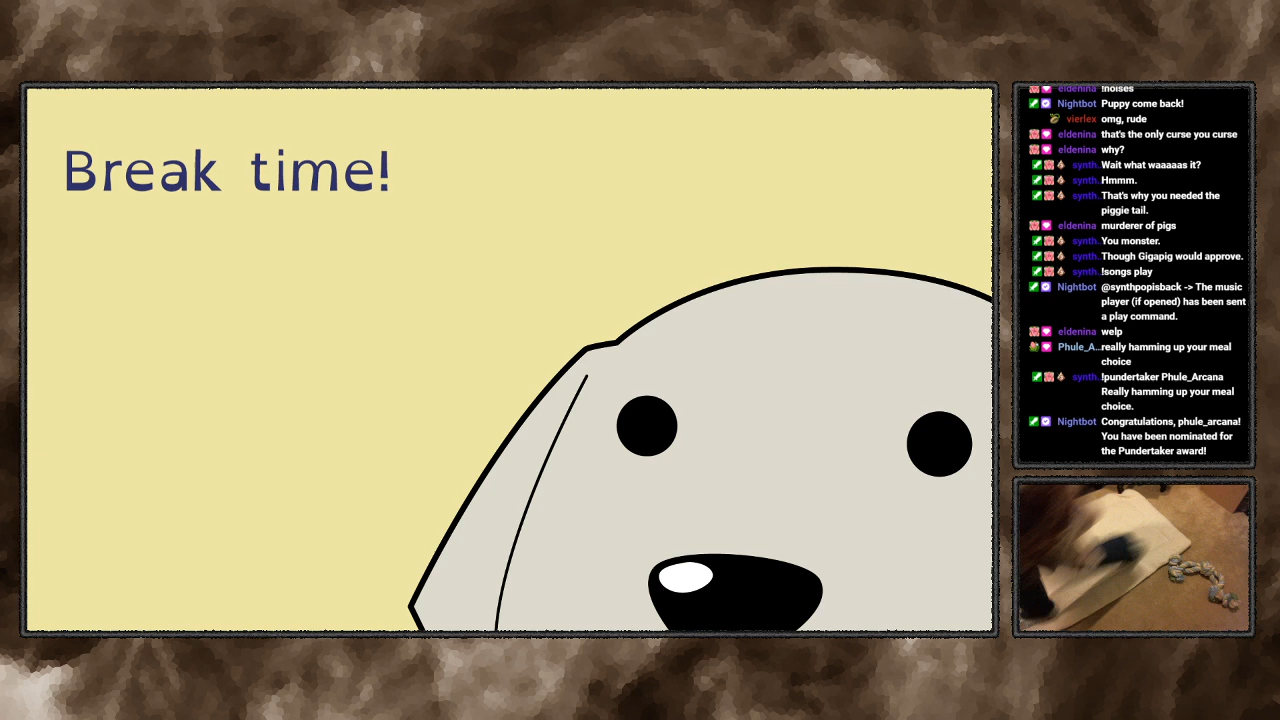 Break time!
eldenina !noises
Nightbot Puppy come back!
vierlex omg, rude
eldenina that's the only curse you curse
eldenina why?
synth. Wait what waaaaas it?
synth. Hmmm.
synth. That's why you needed the
piggie tail.
eldenina murderer of pigs
synth. You monster.
synth. Though Gigapig would approve.
synth. !songs play
Nightbot @synthpopisback -> The music
player (if opened) has been sent
a play command.
eldenina welp
Phule_A... really hamming up your meal
choice
synth. !pundertaker Phule_Arcana
Really hamming up your meal
choice.
Nightbot Congratulations, phule_arcana!
You have been nominated for
the Pundertaker award!